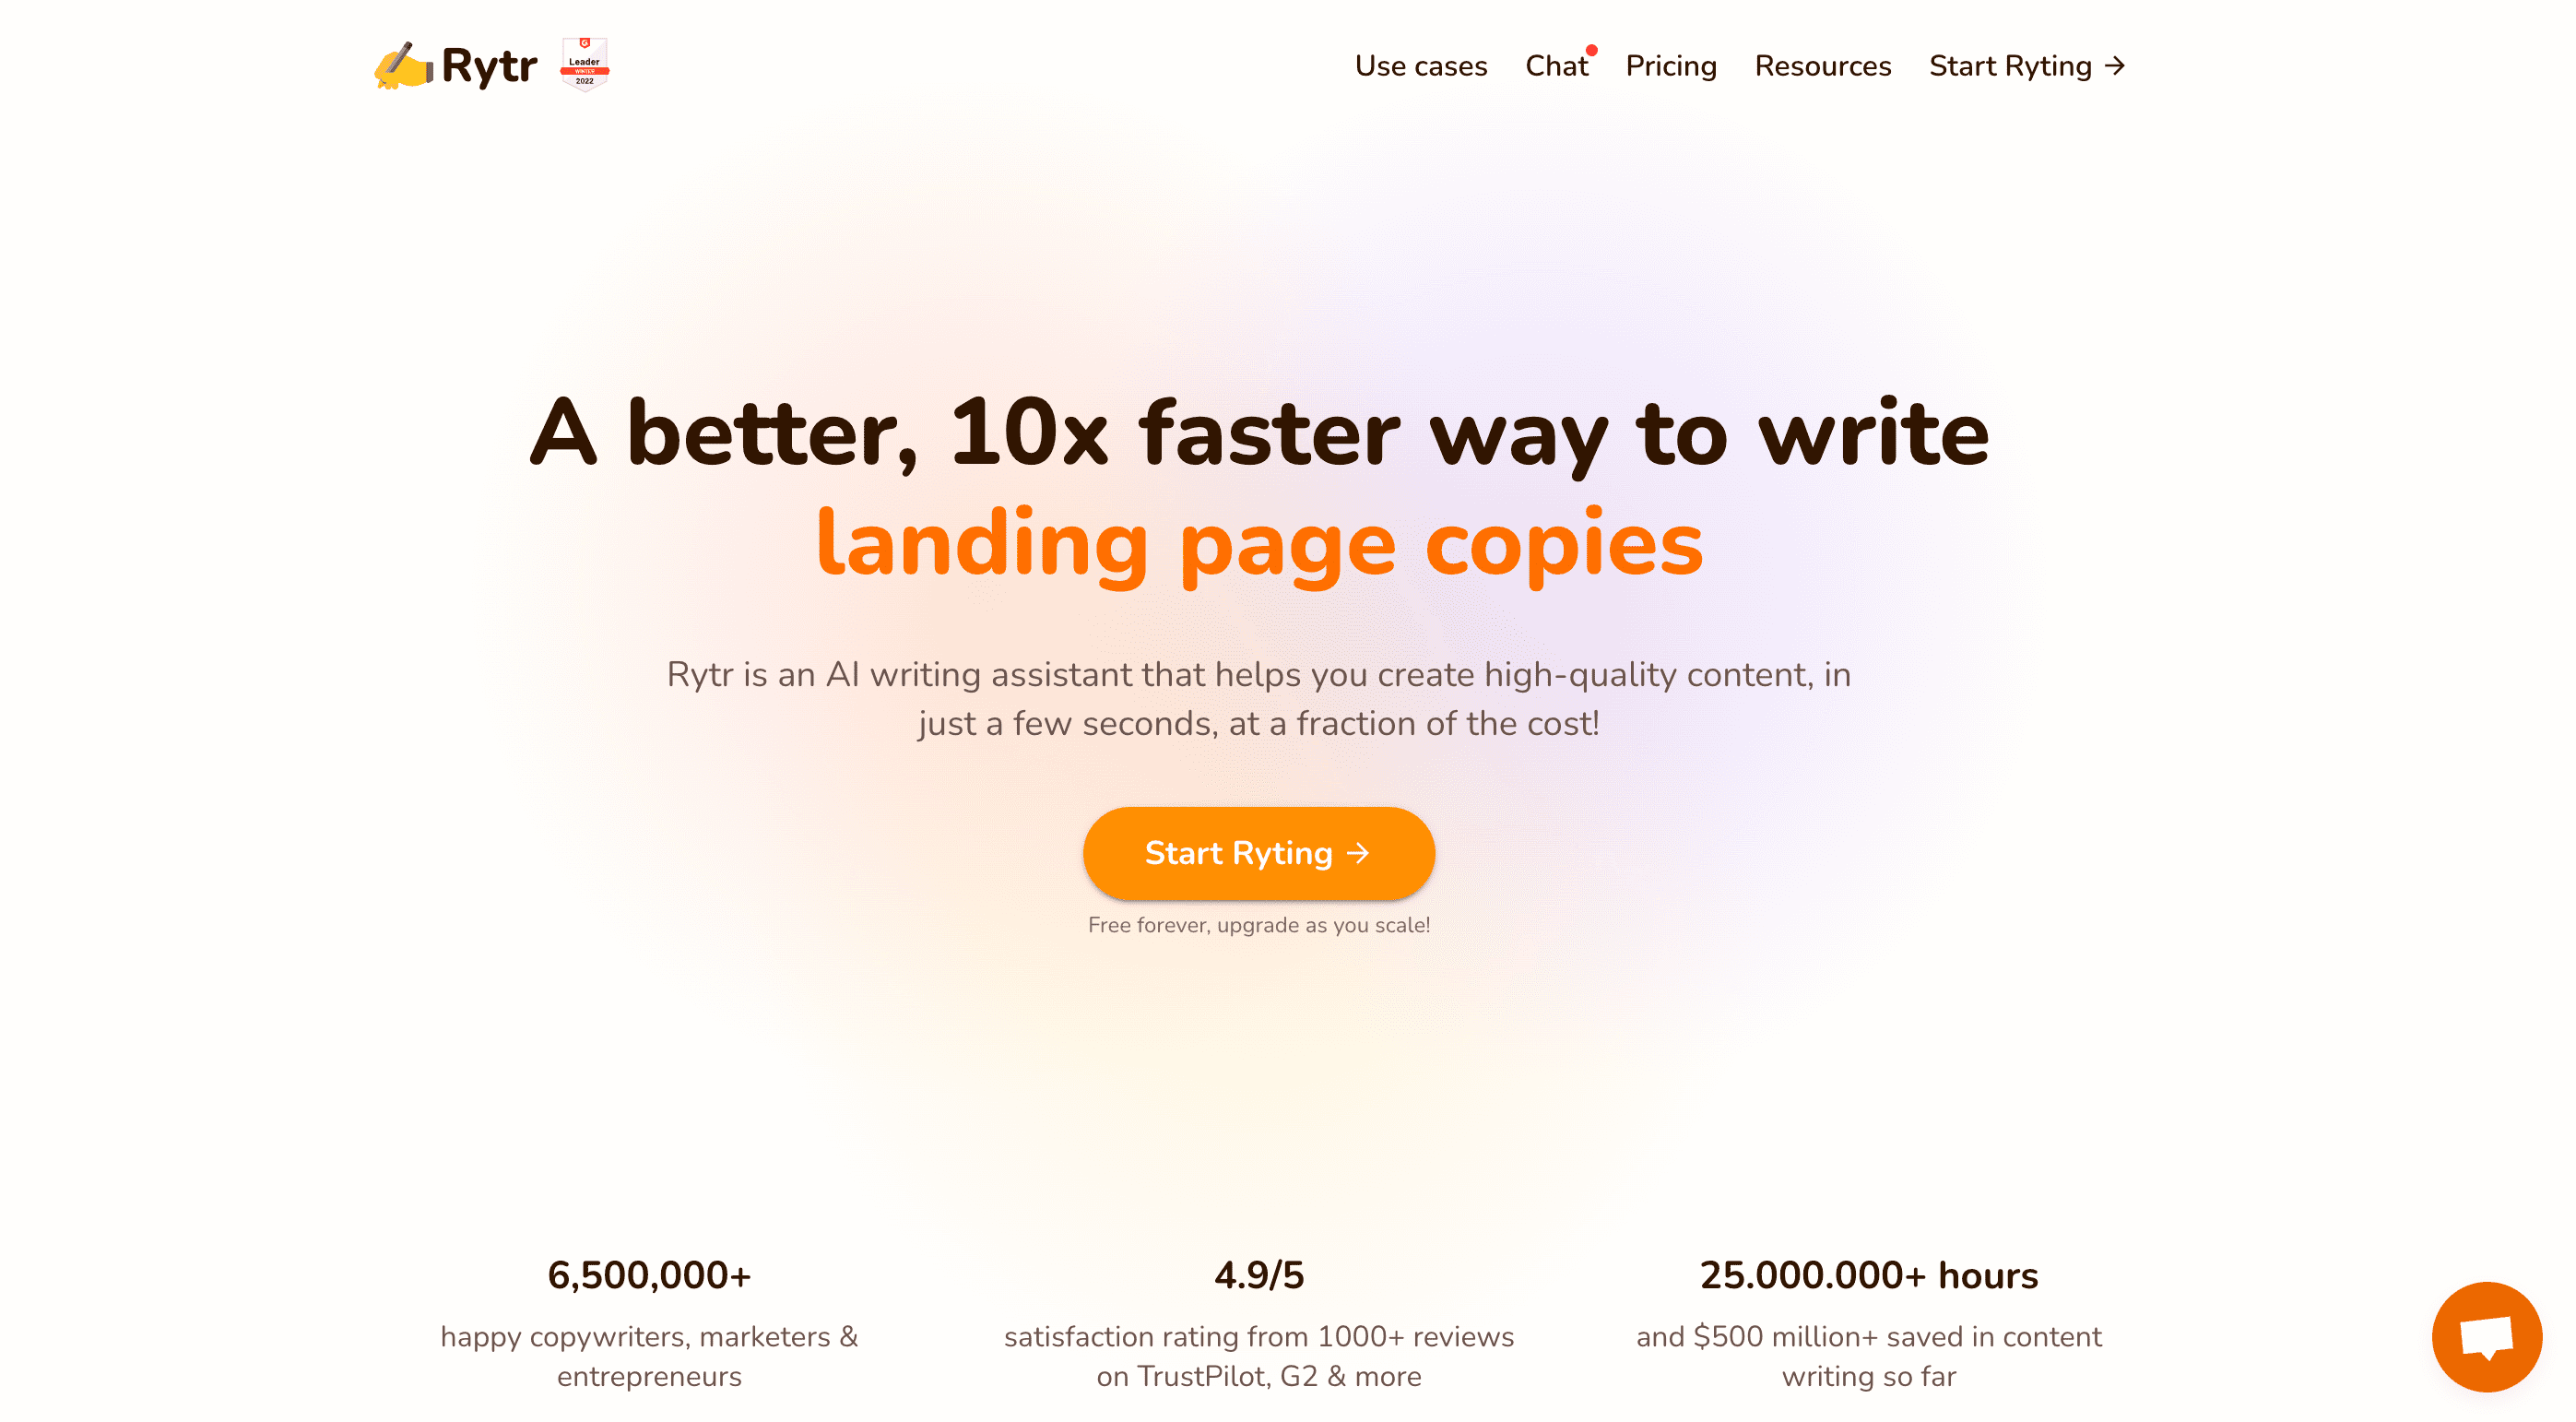 Rytr
Leader
WINTER
2022
Use cases
Chat
Pricing
Resources
Start Ryting →
A better, 10x faster way to write
landing page copies
Rytr is an AI writing assistant that helps you create high-quality content, in
just a few seconds, at a fraction of the cost!
Start Ryting →
Free forever, upgrade as you scale!
6,500,000+
happy copywriters, marketers &
entrepreneurs
4.9/5
satisfaction rating from 1000+ reviews
on TrustPilot, G2 & more
25.000.000+ hours
and $500 million+ saved in content
writing so far